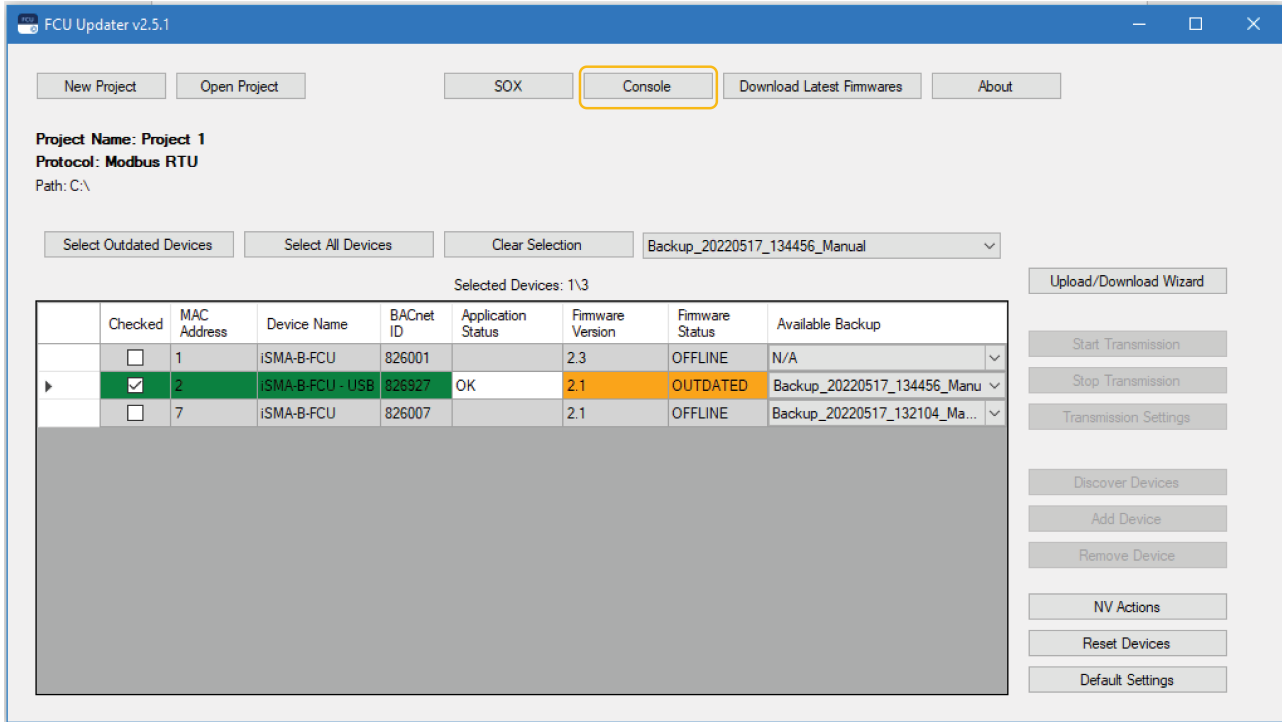 FCU
FCU Updater v2.5.1
New Project Open Project SOX Console Download Latest Firmwares About
Project Name: Project 1
Protocol: Modbus RTU
Path: C:\
Select Outdated Devices Select All Devices Clear Selection Backup_20220517_134456_Manual
Selected Devices: 1\3
Upload/Download Wizard
Checked MAC Address Device Name BACnet ID Application Status Firmware Version Firmware Status Available Backup
1 iSMA-B-FCU 826001 2.3 OFFLINE N/A
2 iSMA-B-FCU - USB 826927 OK 2.1 OUTDATED Backup_20220517_134456_Manu
7 iSMA-B-FCU 826007 2.1 OFFLINE Backup_20220517_132104_Ma...
Start Transmission
Stop Transmission
Transmission Settings
Discover Devices
Add Device
Remove Device
NV Actions
Reset Devices
Default Settings